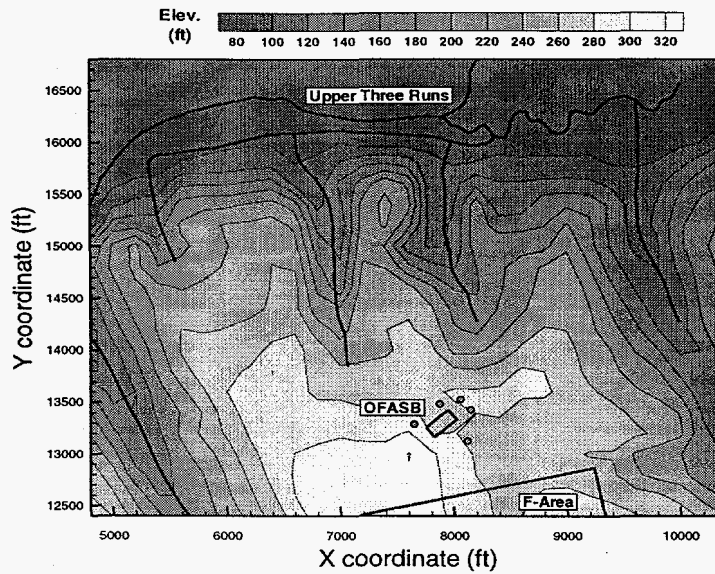 Elev.
(ft)
80 100 120 140 160 180 200 220 240 260 280 300 320
Upper Three Runs
16500
16000
15500
15000
14500
14000
13500
13000
12500
Y coordinate (ft)
OFASB
F-Area
5000 6000 7000 8000 9000 10000
X coordinate (ft)